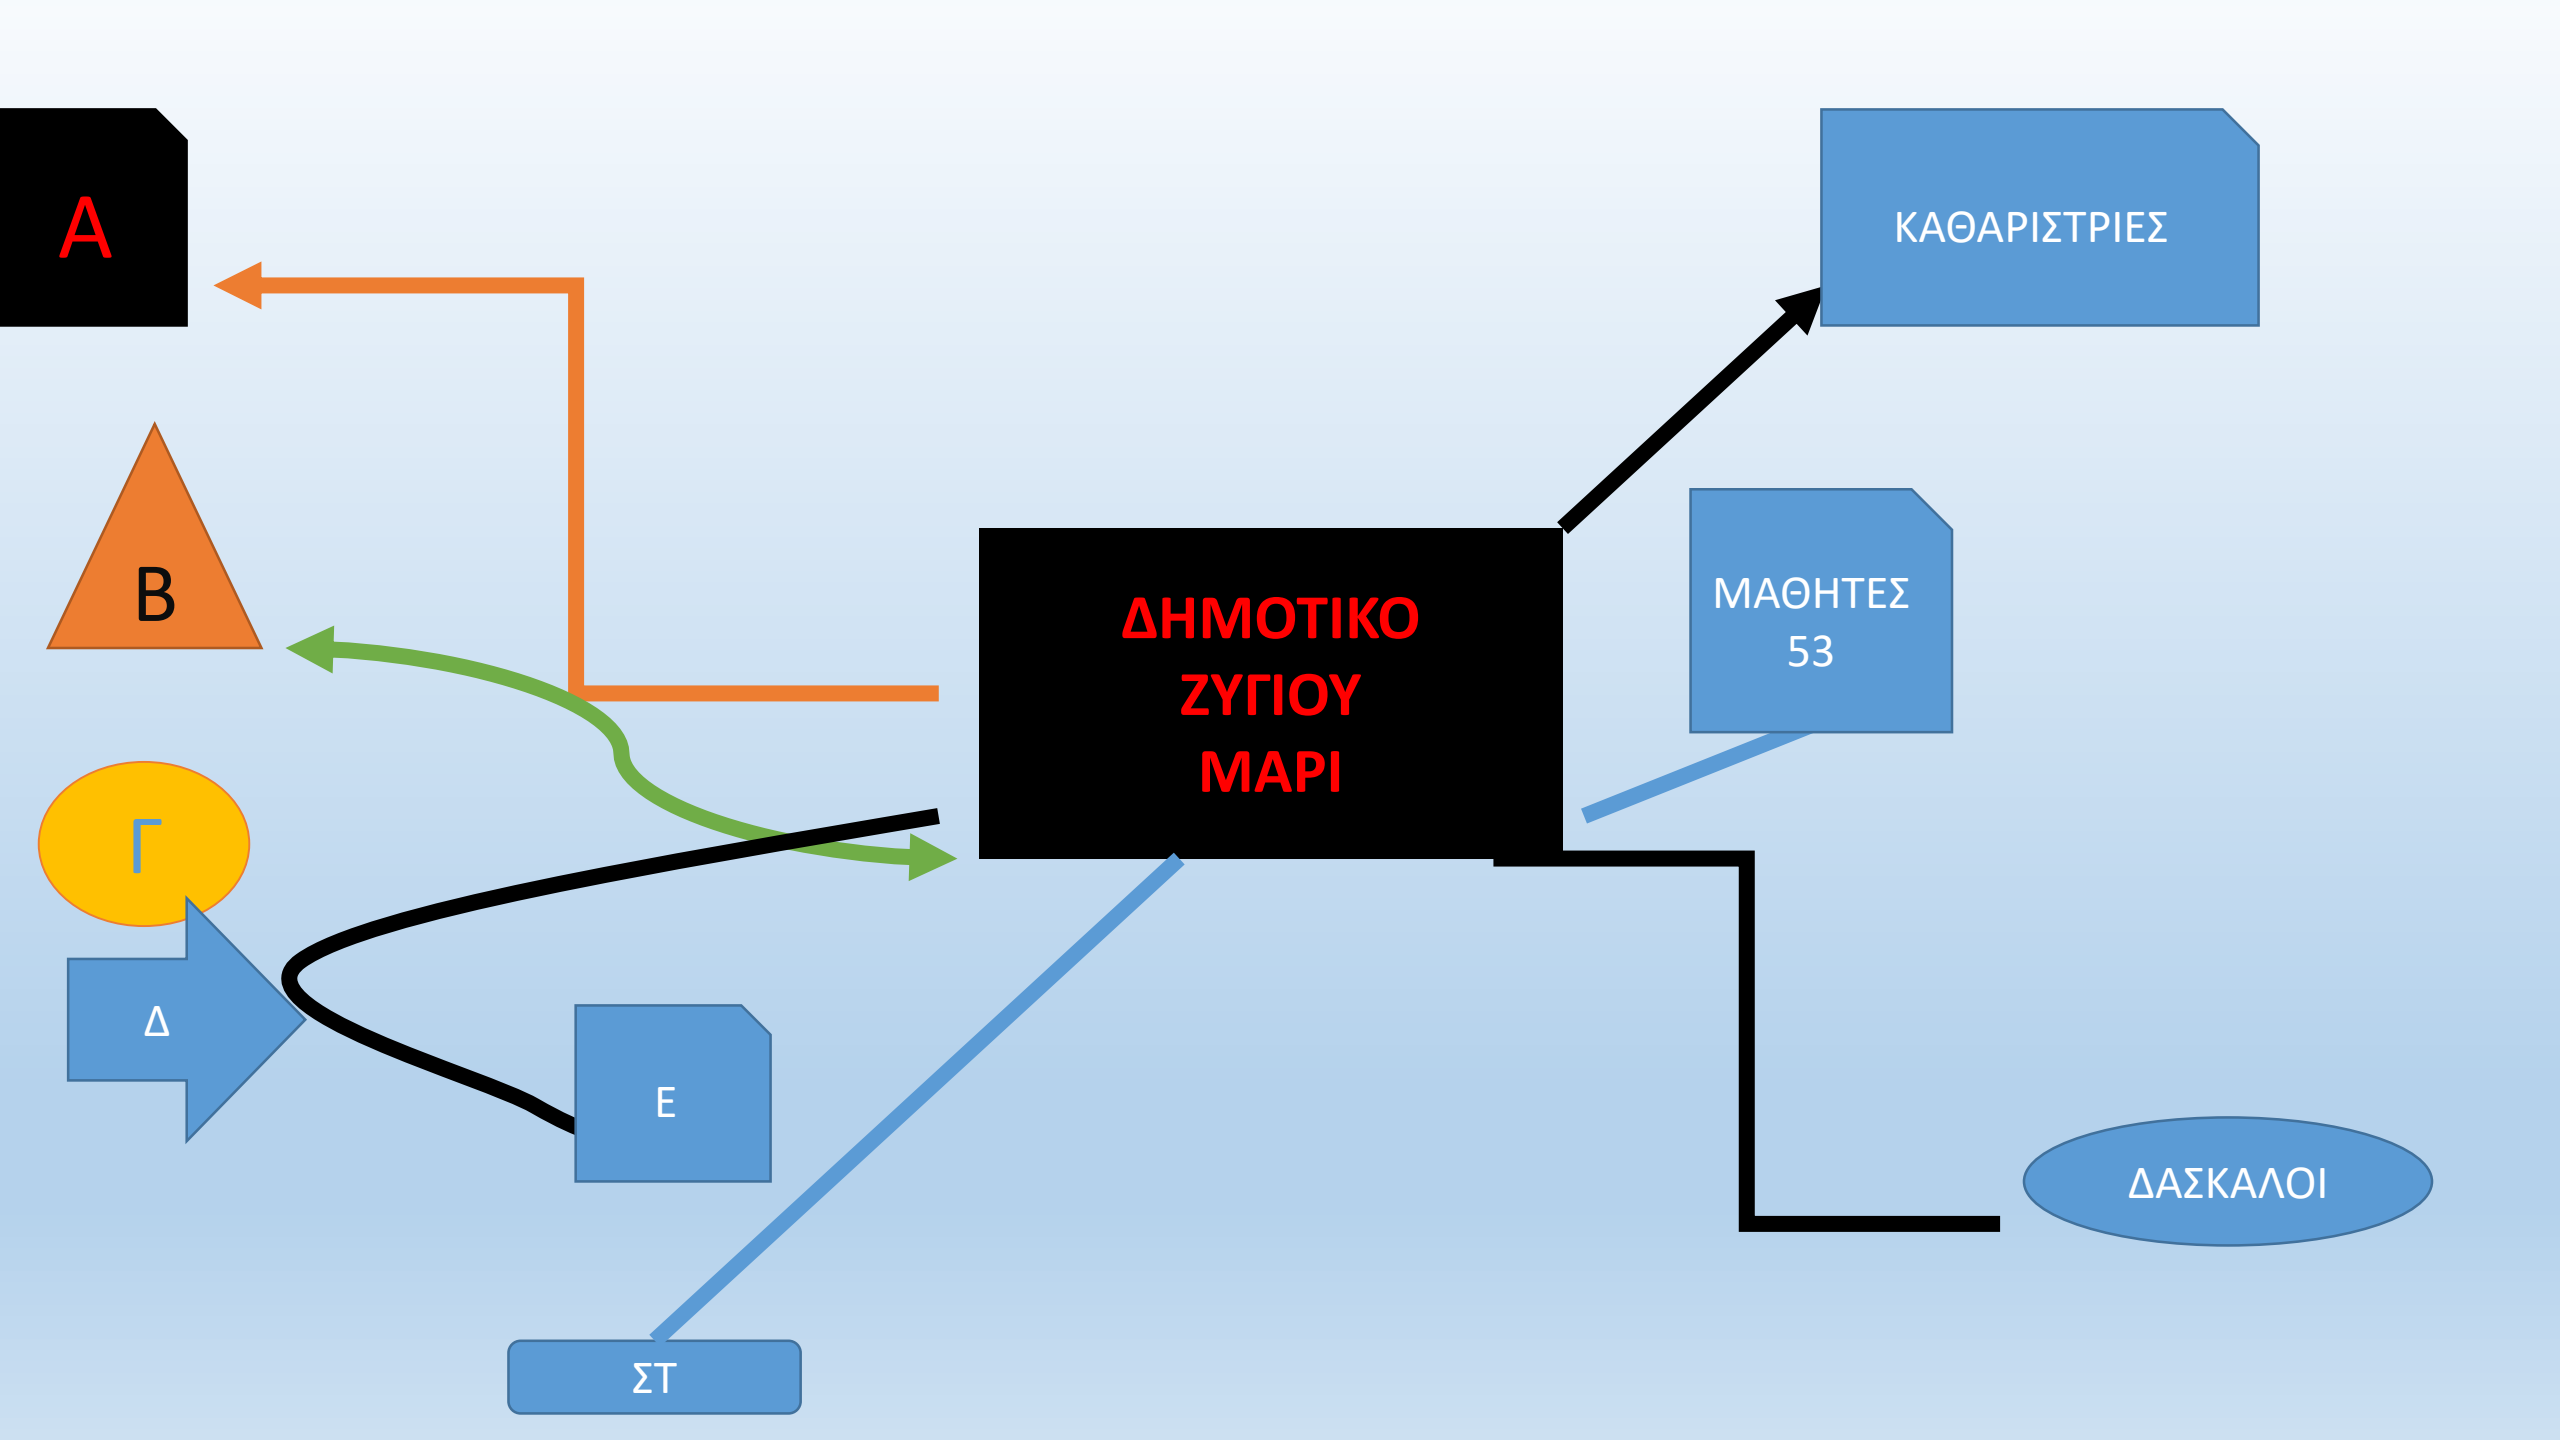 Α
ΚΑΘΑΡΙΣΤΡΙΕΣ
Β
ΔΗΜΟΤΙΚΟ
ΖΥΓΙΟΥ
ΜΑΡΙ
ΜΑΘΗΤΕΣ
53
Γ
Δ
Ε
ΔΑΣΚΑΛΟΙ
ΣΤ